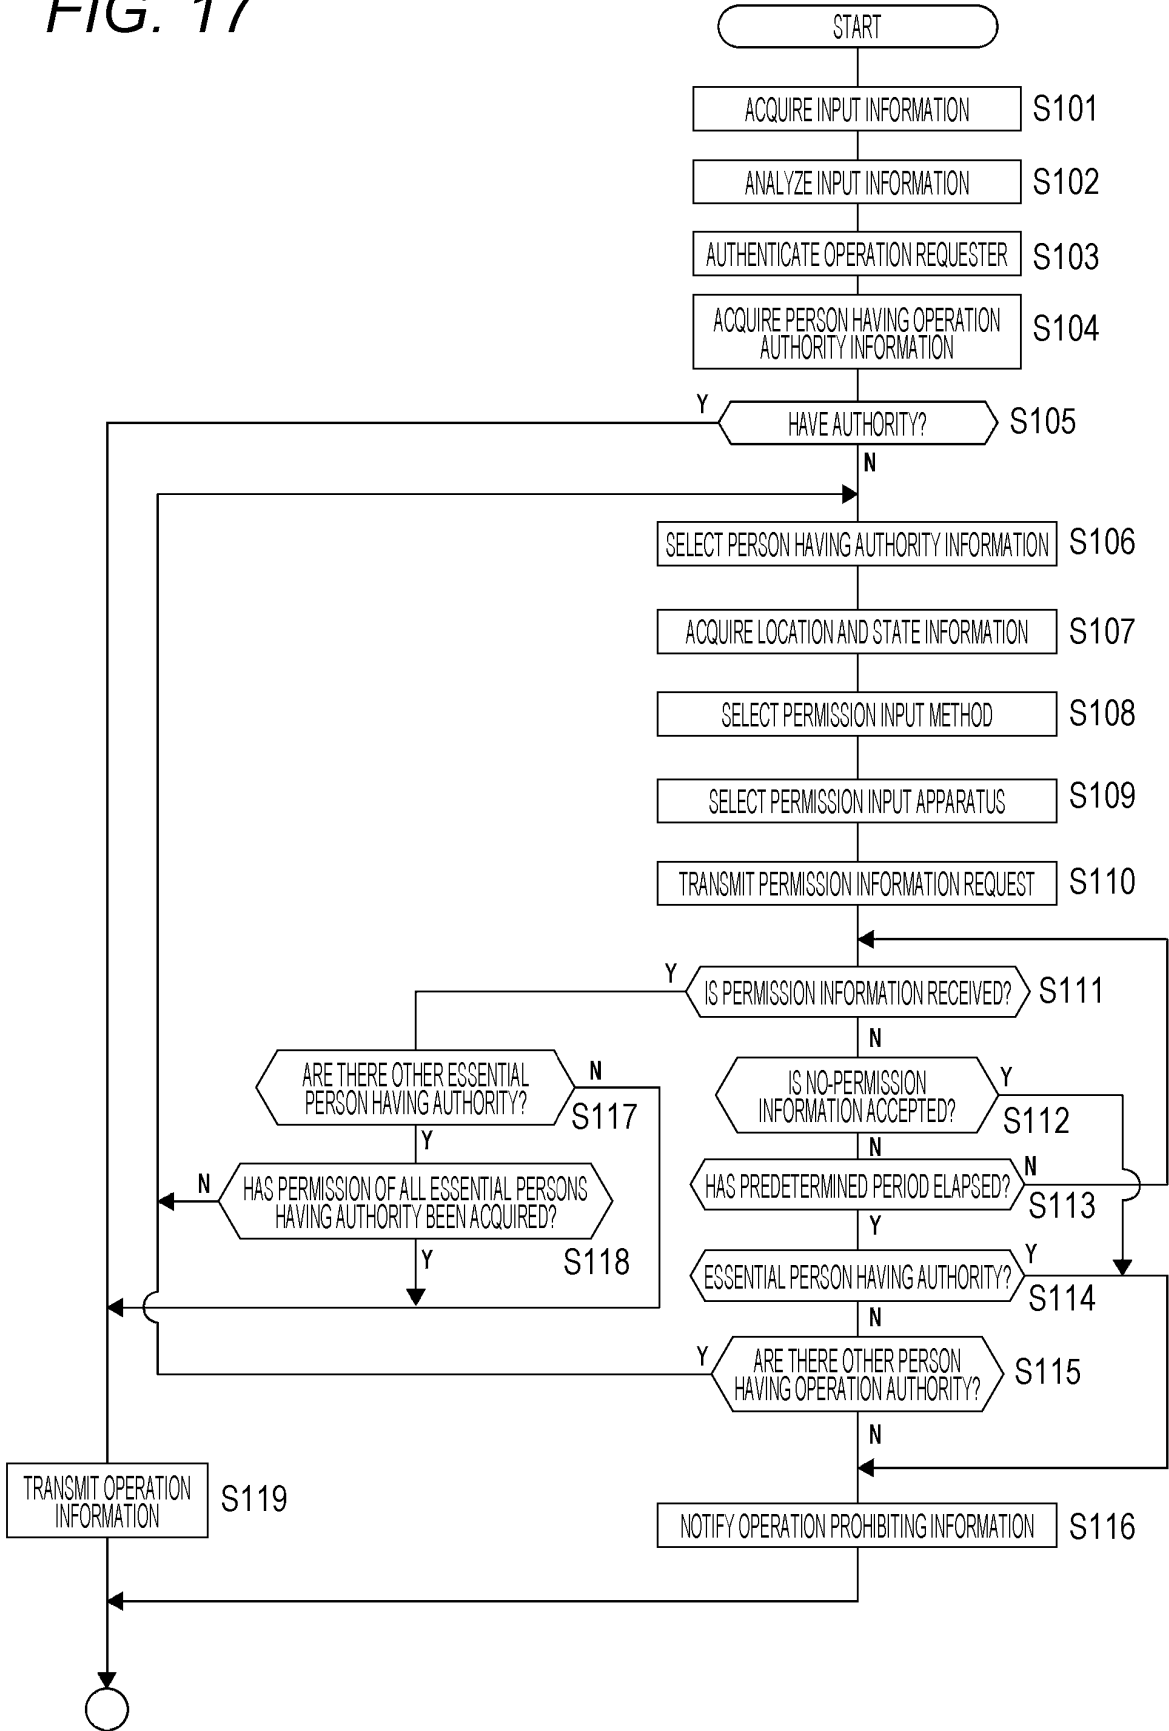 FIG. 17
START
ACQUIRE INPUT INFORMATION
S101
ANALYZE INPUT INFORMATION
S102
AUTHENTICATE OPERATION REQUESTER
S103
ACQUIRE PERSON HAVING OPERATION
AUTHORITY INFORMATION
S104
Y
HAVE AUTHORITY?
S105
N
SELECT PERSON HAVING AUTHORITY INFORMATION
S106
ACQUIRE LOCATION AND STATE INFORMATION
S107
SELECT PERMISSION INPUT METHOD
S108
SELECT PERMISSION INPUT APPARATUS
S109
TRANSMIT PERMISSION INFORMATION REQUEST
S110
Y
IS PERMISSION INFORMATION RECEIVED?
S111
N
ARE THERE OTHER ESSENTIAL
PERSON HAVING AUTHORITY?
N
S117
Y
IS NO-PERMISSION
INFORMATION ACCEPTED?
Y
S112
N
N
HAS PERMISSION OF ALL ESSENTIAL PERSONS
HAVING AUTHORITY BEEN ACQUIRED?
S118
Y
HAS PREDETERMINED PERIOD ELAPSED?
N
S113
Y
ESSENTIAL PERSON HAVING AUTHORITY?
Y
S114
N
Y
ARE THERE OTHER PERSON
HAVING OPERATION AUTHORITY?
S115
N
TRANSMIT OPERATION
INFORMATION
S119
NOTIFY OPERATION PROHIBITING INFORMATION
S116